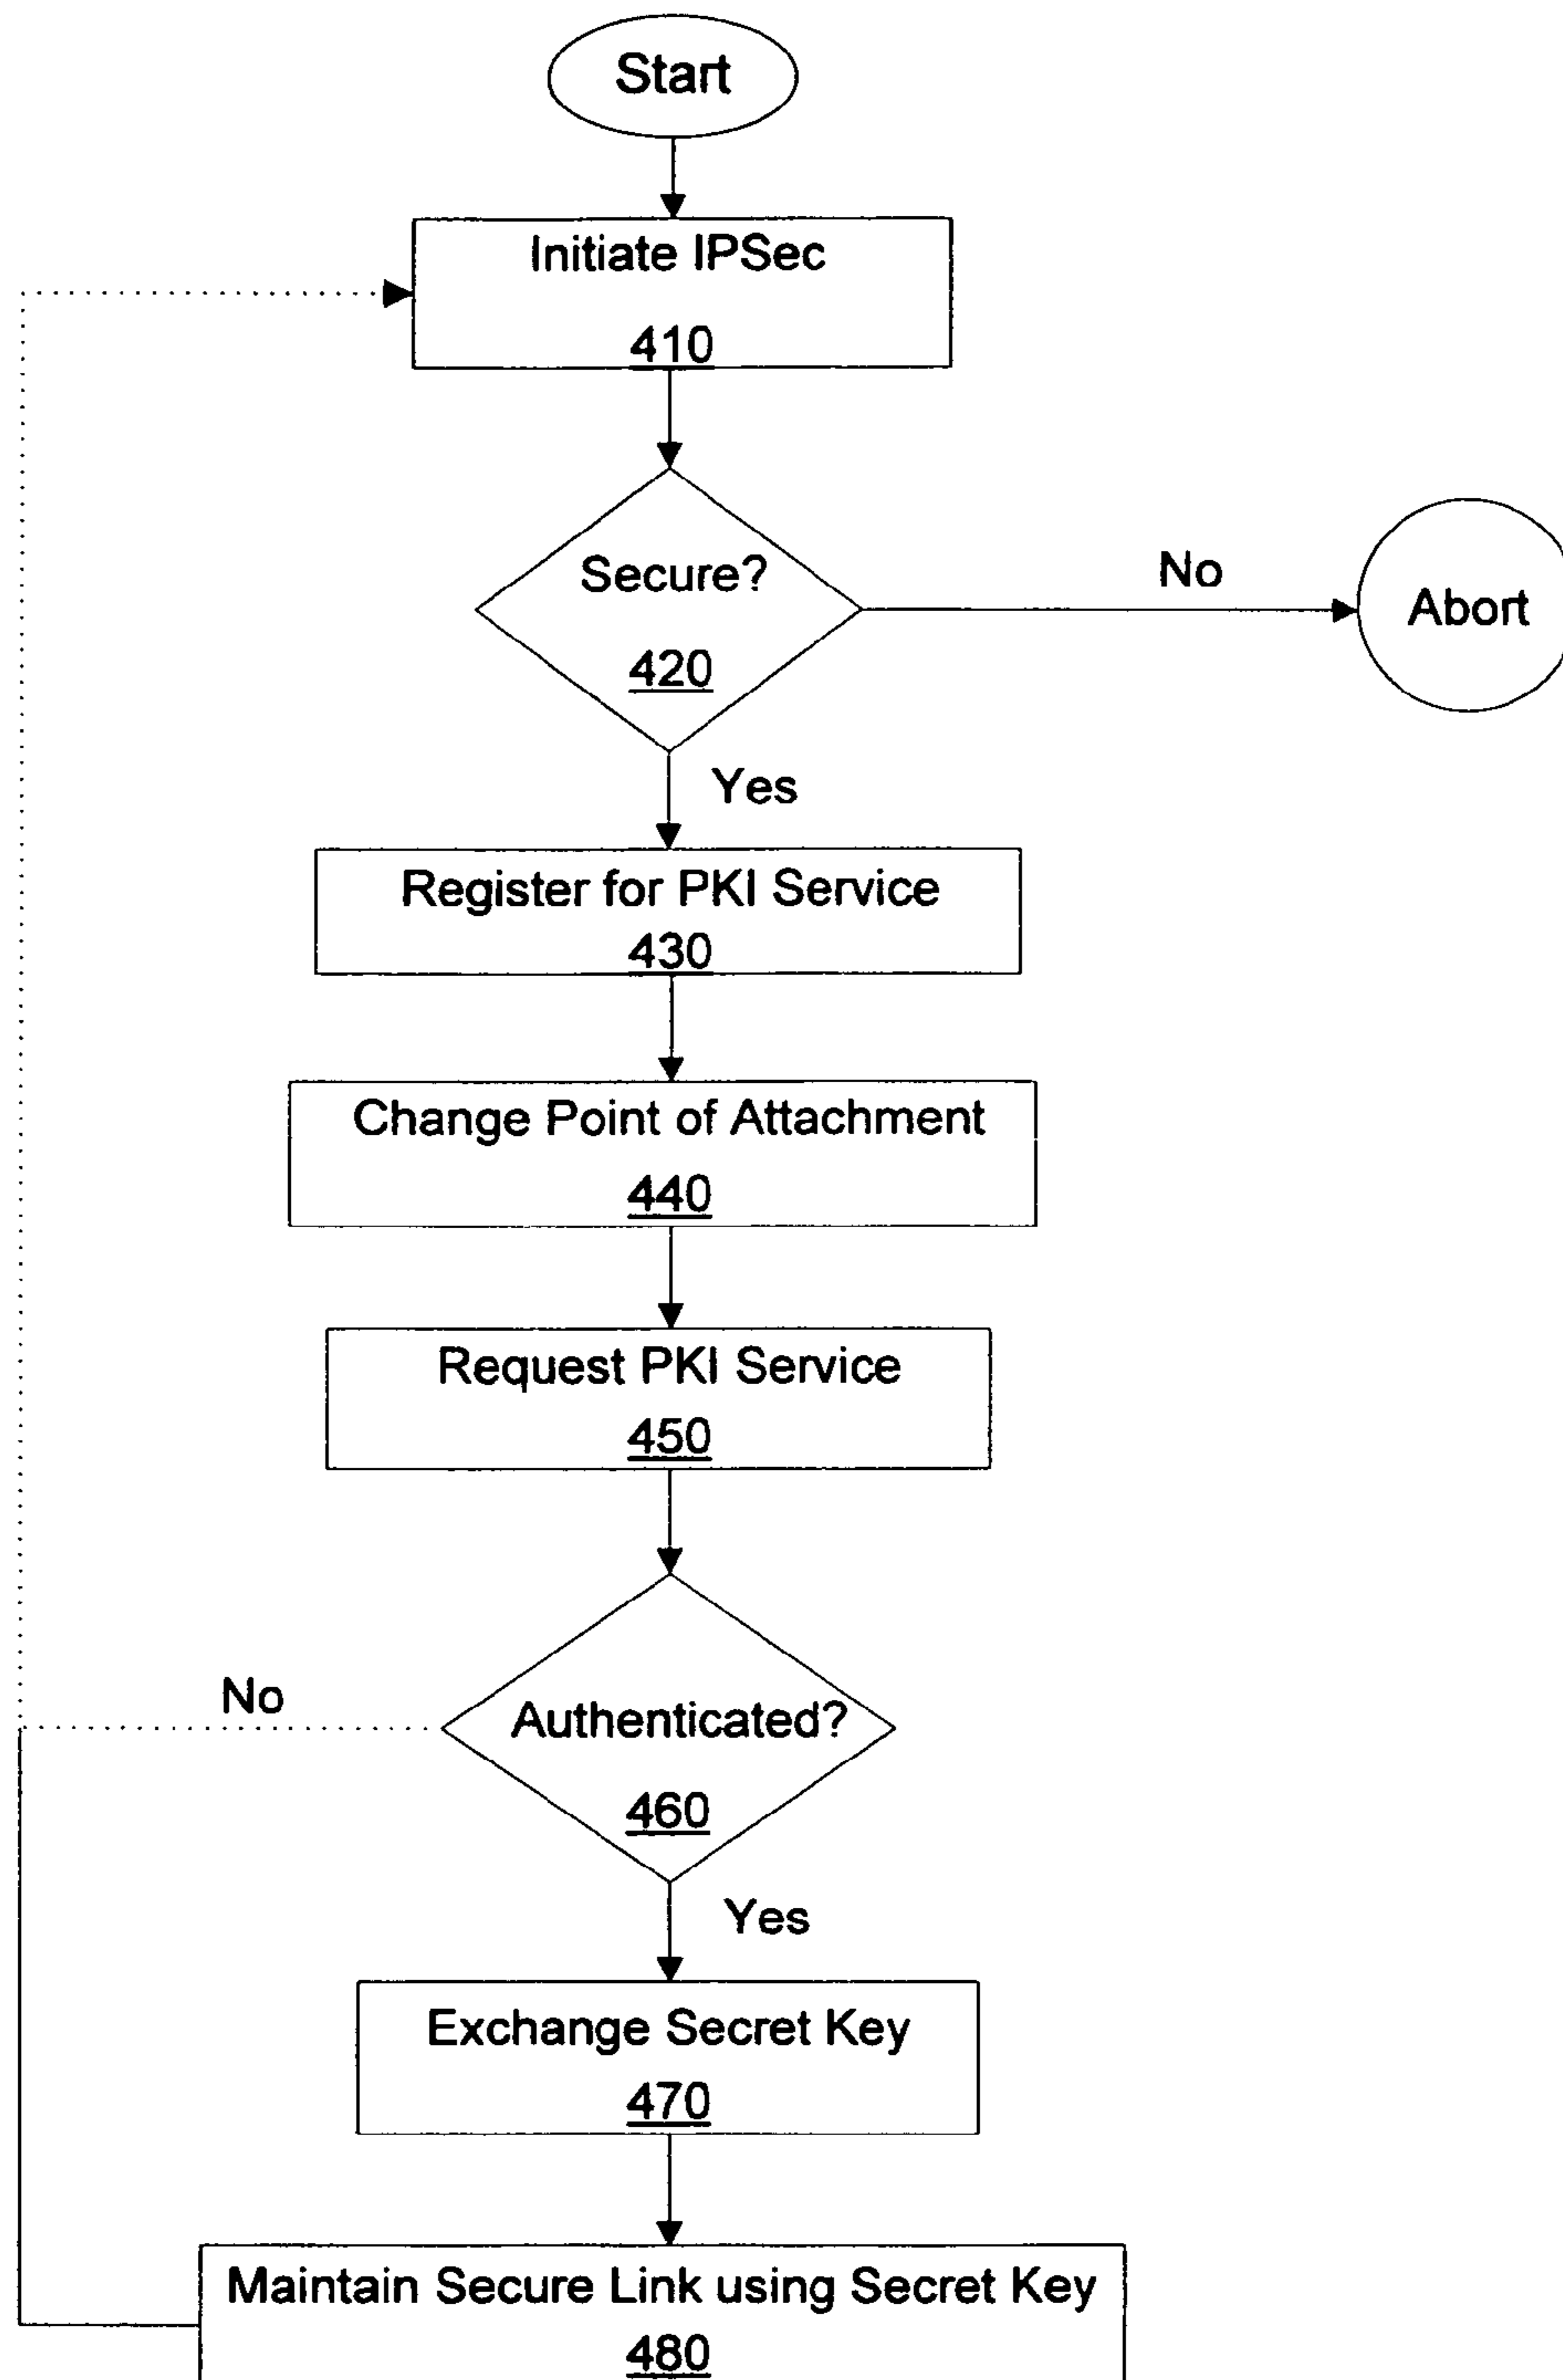 Start
Initiate IPSec
410
Secure?
420
No
Abort
Yes
Register for PKI Service
430
Change Point of Attachment
440
Request PKI Service
450
No
Authenticated?
460
Yes
Exchange Secret Key
470
Maintain Secure Link using Secret Key
480